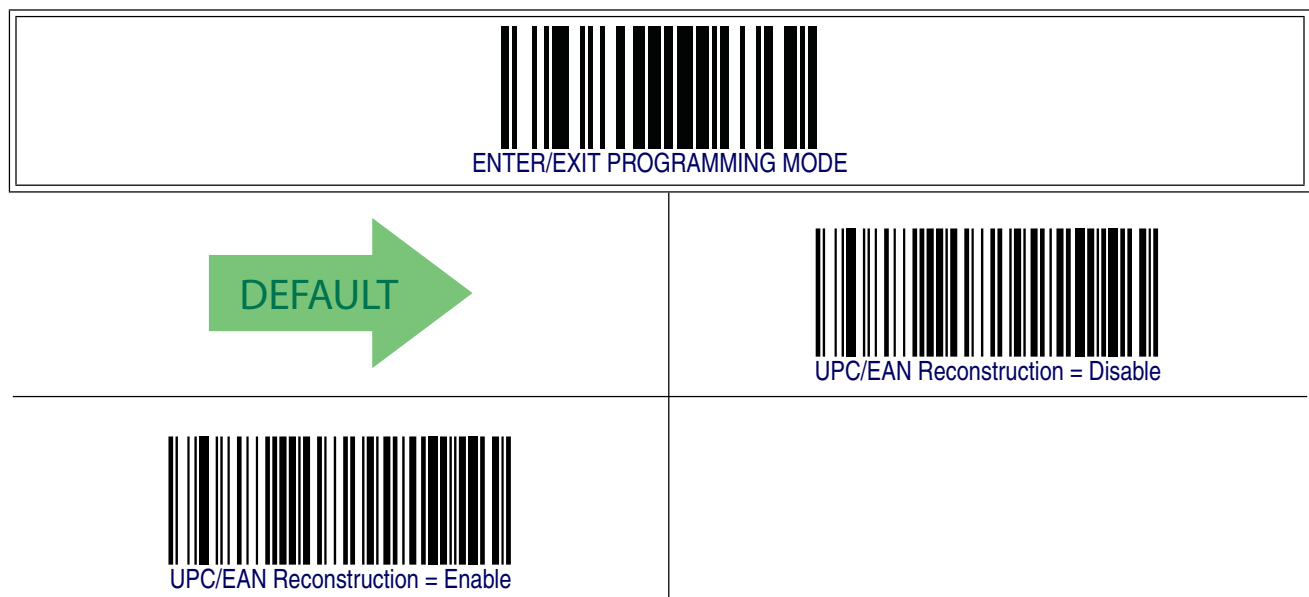 ENTER/EXIT PROGRAMMING MODE
DEFAULT
UPC/EAN Reconstruction = Disable
UPC/EAN Reconstruction = Enable